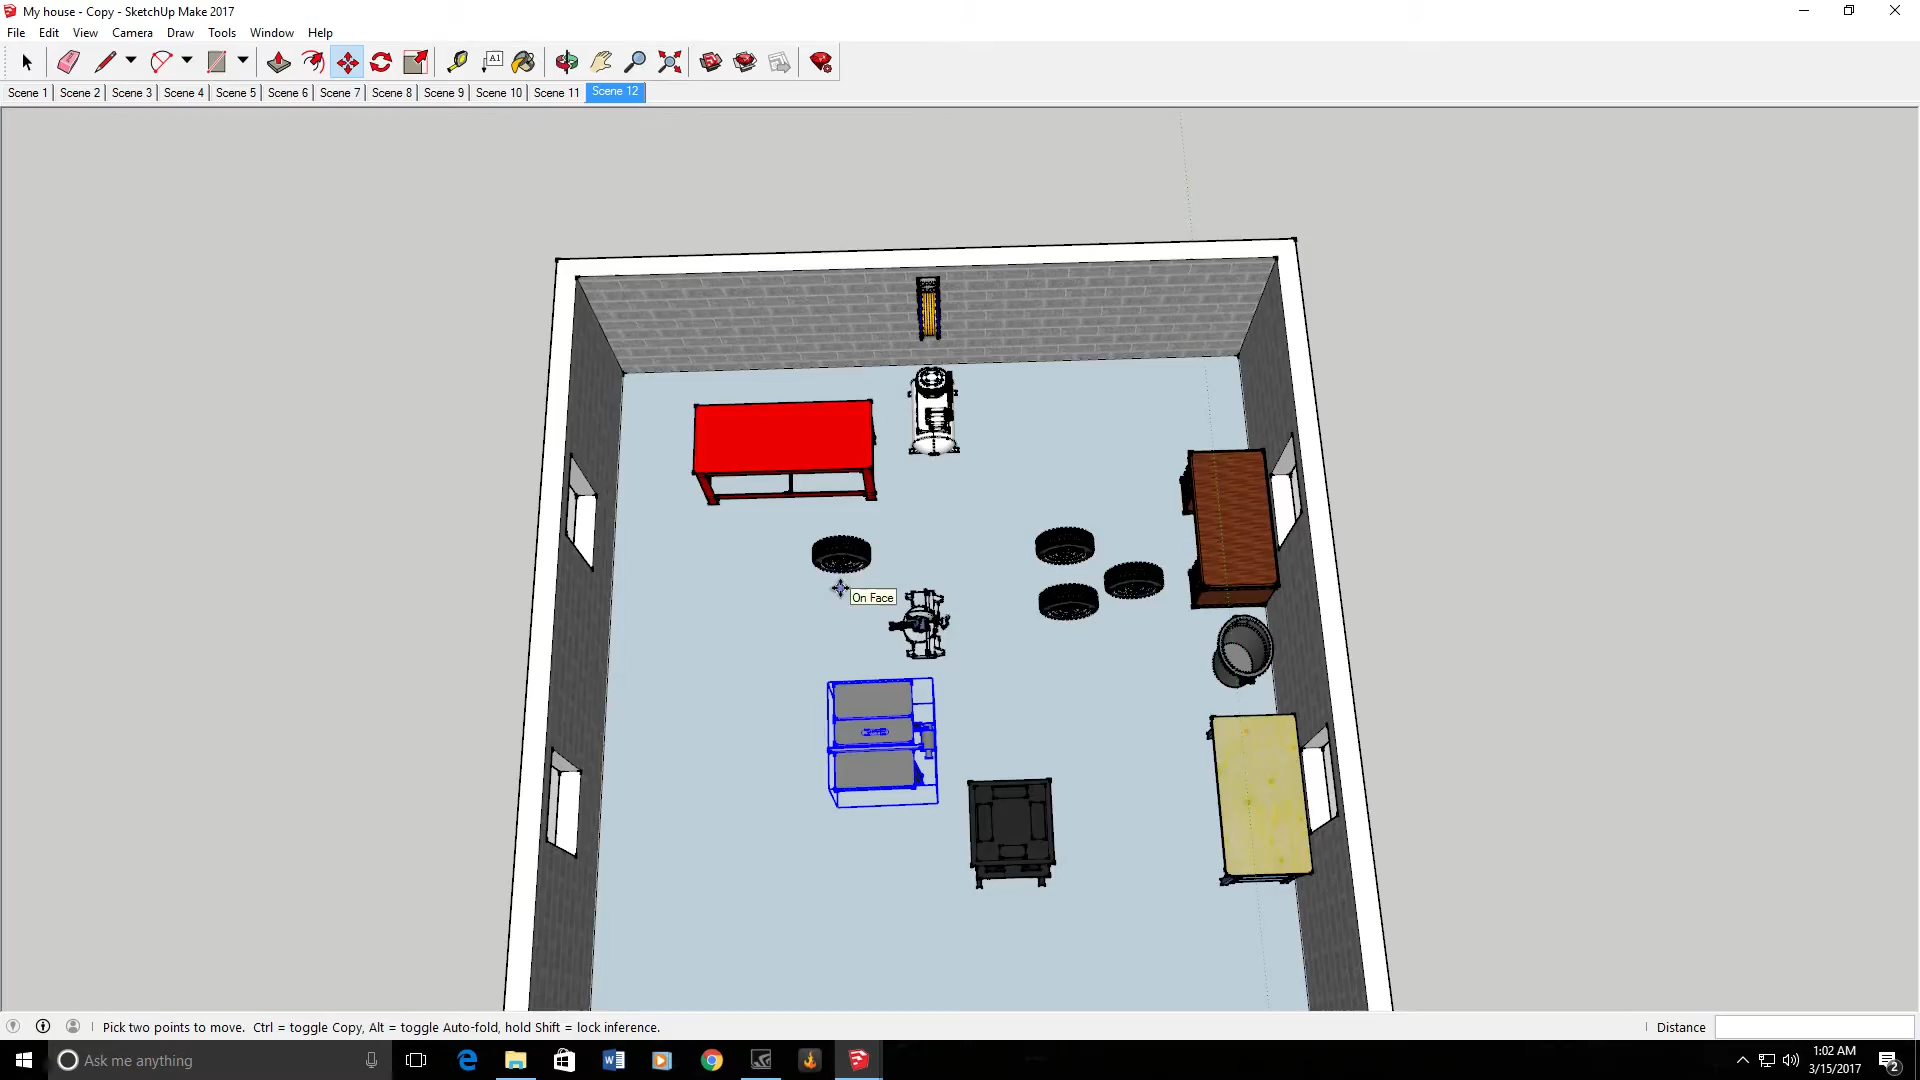 My house - Copy - SketchUp Make 2017
File Edit View Camera Draw Tools Window Help
A1
Scene 1 Scene 2 Scene 3 Scene 4 Scene 5 Scene 6 Scene 7 Scene 8 Scene 9 Scene 10 Scene 11 Scene 12
On Face
Pick two points to move. Ctrl = toggle Copy, Alt = toggle Auto-fold, hold Shift = lock inference.
Distance
Ask me anything
1:02 AM
3/15/2017
2